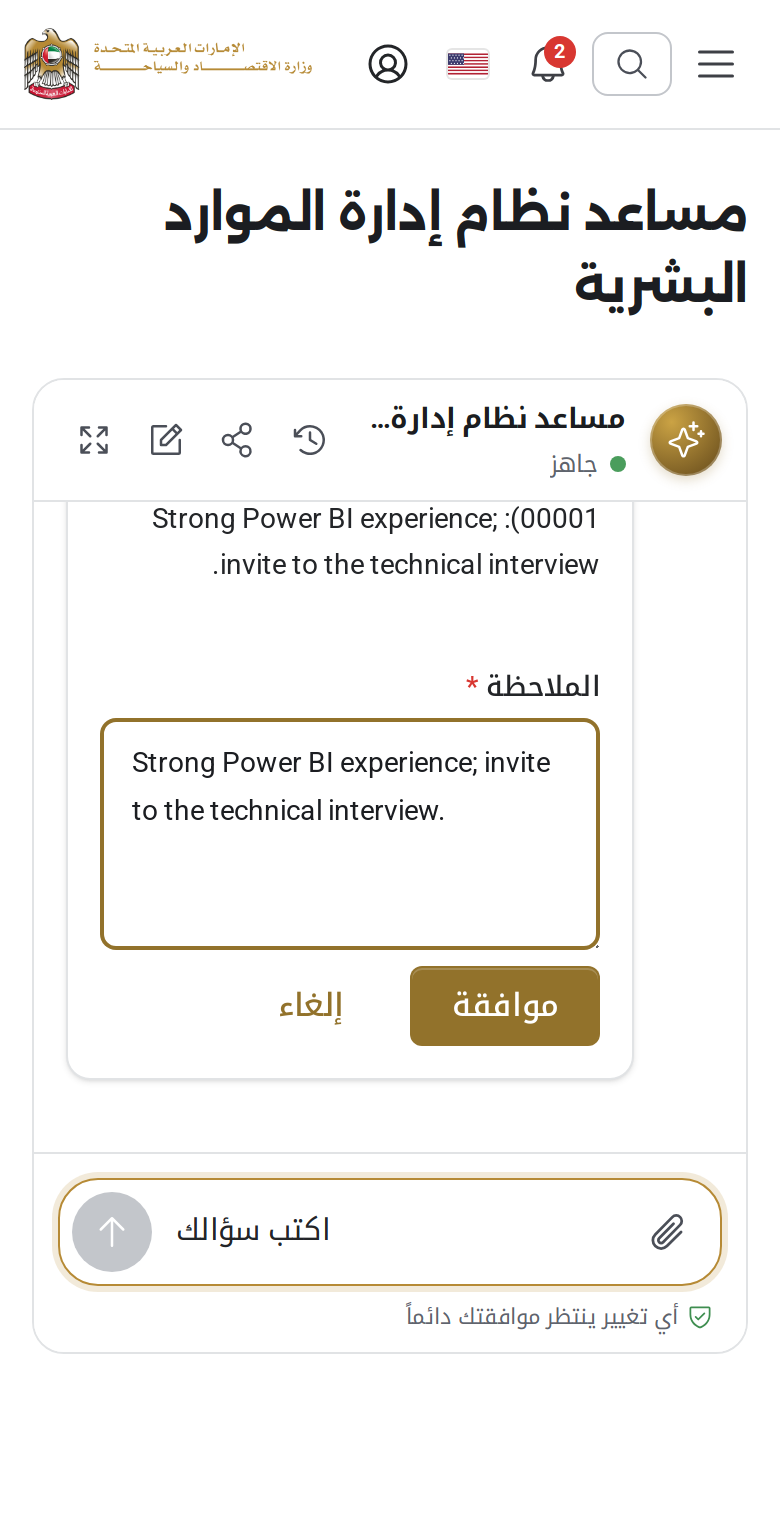 الإمارات العربية المتحدة
وزارة الاقتصاد والسياحة
2
مساعد نظام إدارة الموارد
البشرية
مساعد نظام إدارة...
جاهز
Strong Power BI experience; :(00001
.invite to the technical interview
الملاحظة *
Strong Power BI experience; invite
to the technical interview.
موافقة
إلغاء
اكتب سؤالك
أي تغيير ينتظر موافقتك دائماً